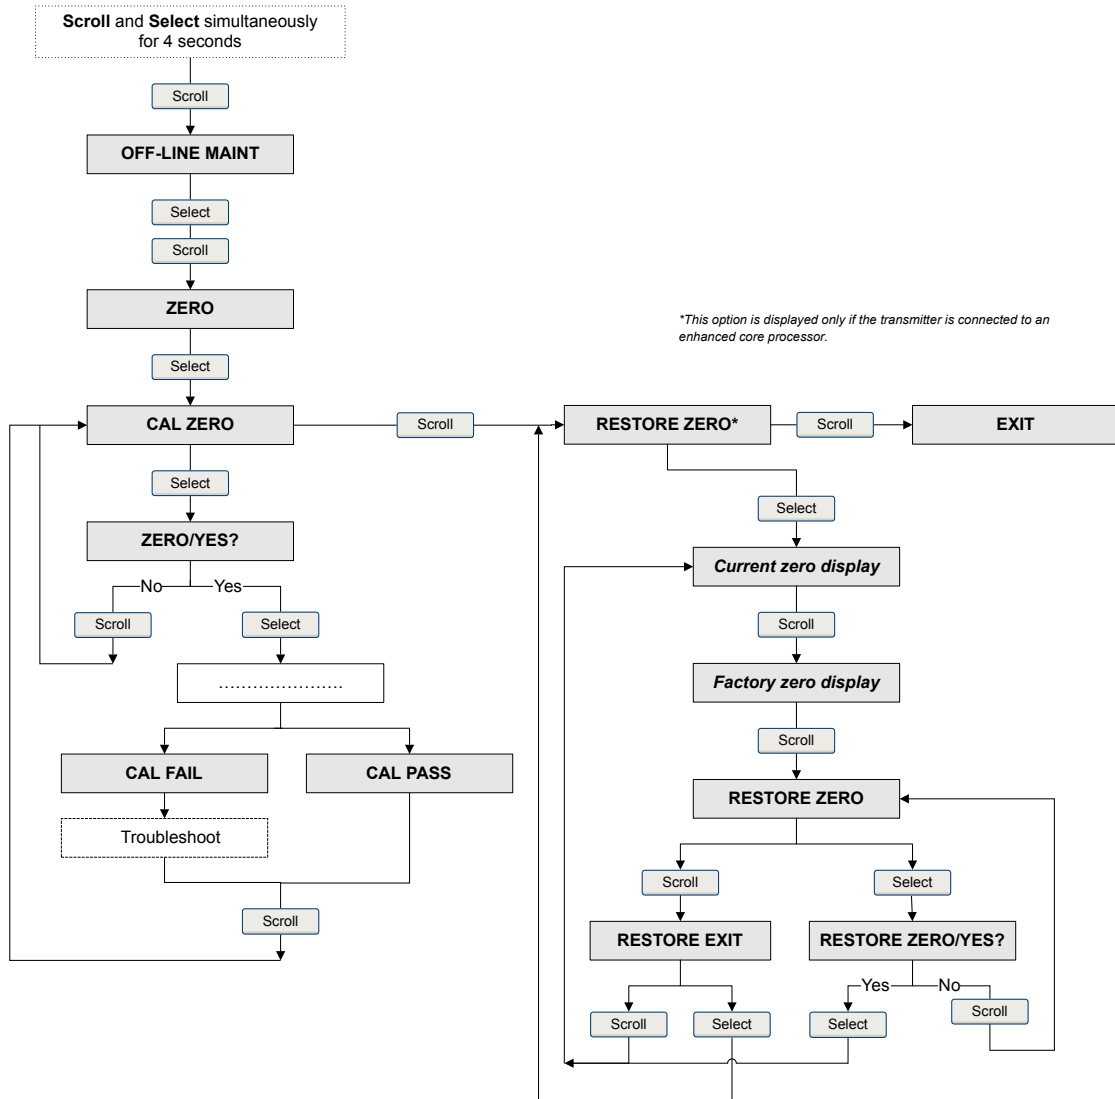 Scroll and Select simultaneously
for 4 seconds
Scroll
OFF-LINE MAINT
Select
Scroll
ZERO
*This option is displayed only if the transmitter is connected to an
enhanced core processor.
Select
CAL ZERO
Scroll
RESTORE ZERO*
Scroll
EXIT
Select
Select
ZERO/YES?
Current zero display
No
Yes
Scroll
Select
Scroll
......................
Factory zero display
Scroll
CAL FAIL
CAL PASS
RESTORE ZERO
Troubleshoot
Scroll
Select
Scroll
RESTORE EXIT
RESTORE ZERO/YES?
Yes
No
Scroll
Select
Select
Scroll